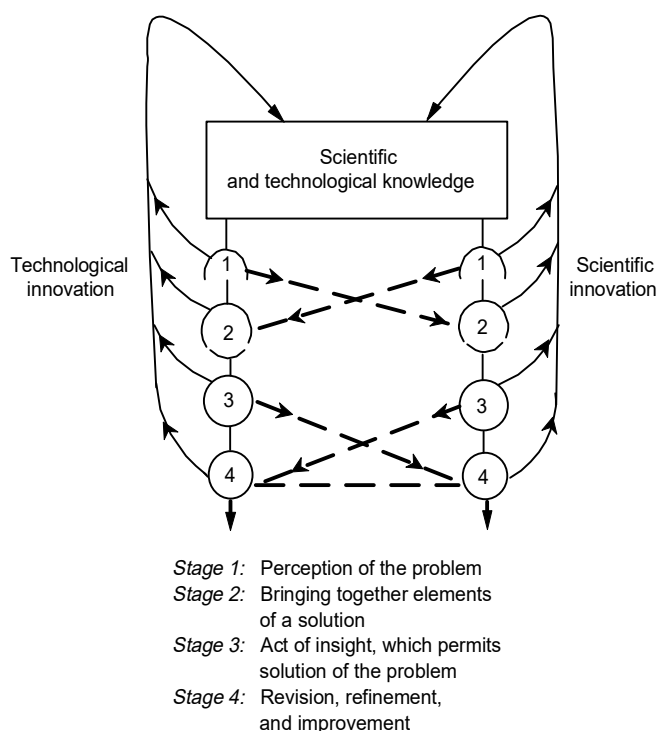 Scientific
and technological knowledge
Technological
innovation
Scientific
innovation
1
1
2
2
3
3
4
4
Stage 1: Perception of the problem
Stage 2: Bringing together elements
of a solution
Stage 3: Act of insight, which permits
solution of the problem
Stage 4: Revision, refinement,
and improvement